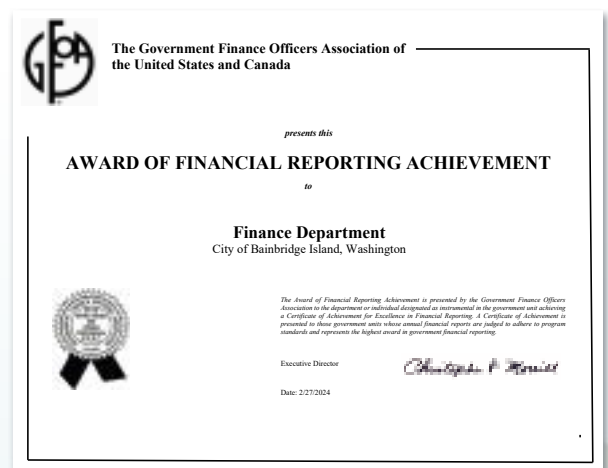 The Government Finance Officers Association of
the United States and Canada
presents this
AWARD OF FINANCIAL REPORTING ACHIEVEMENT
to
Finance Department
City of Bainbridge Island, Washington
The Award of Financial Reporting Achievement is presented by the Government Finance Officers
Association to the department or individual designated as instrumental in the government unit achieving
a Certificate of Achievement for Excellence in Financial Reporting. A Certificate of Achievement is
presented to those government units whose annual financial reports are judged to adhere to program
standards and represents the highest award in government financial reporting.
Executive Director
Christopher P. Morrill
Date: 2/27/2024